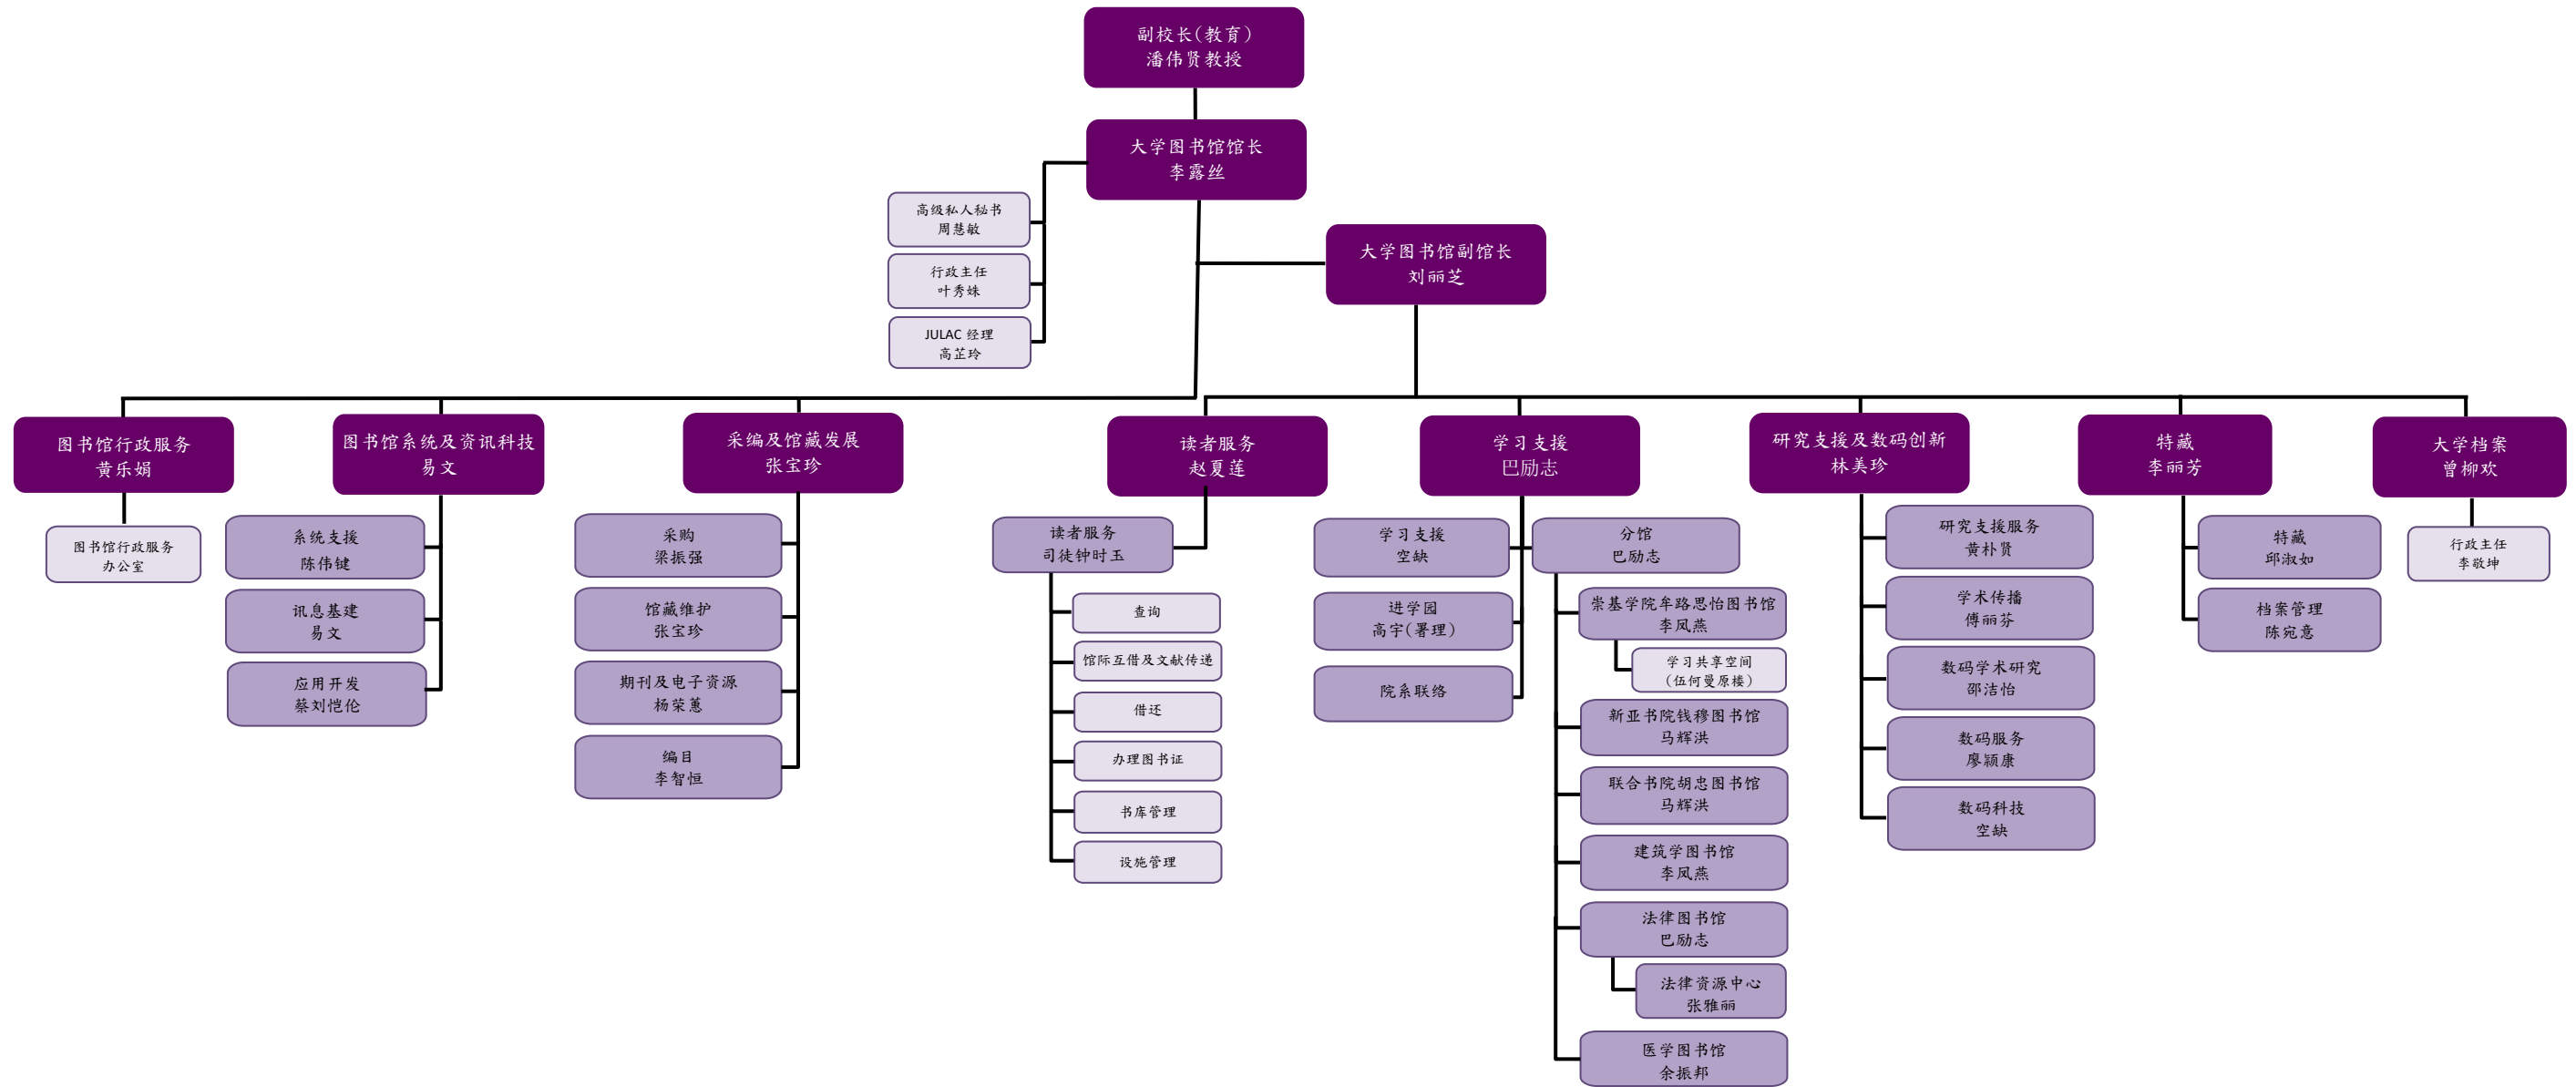 副校长(教育)
潘伟贤教授
大学图书馆馆长
李露丝
高级私人秘书
周慧敏
行政主任
叶秀姝
JULAC 经理
高芷玲
大学图书馆副馆长
刘丽芝
图书馆行政服务
黄乐娟
图书馆行政服务
办公室
图书馆系统及资讯科技
易文
系统支援
陈伟键
讯息基建
易文
应用开发
蔡刘恺伦
采编及馆藏发展
张宝珍
采购
梁振强
馆藏维护
张宝珍
期刊及电子资源
杨荣蕙
编目
李智恒
读者服务
赵夏莲
读者服务
司徒钟时玉
查询
馆际互借及文献传递
借还
办理图书证
书库管理
设施管理
学习支援
巴励志
学习支援
空缺
进学园
高宇(署理)
院系联络
分馆
巴励志
崇基学院牟路思怡图书馆
李凤燕
学习共享空间
(伍何曼原楼)
新亚书院钱穆图书馆
马辉洪
联合书院胡忠图书馆
马辉洪
建筑学图书馆
李凤燕
法律图书馆
巴励志
法律资源中心
张雅丽
医学图书馆
余振邦
研究支援及数码创新
林美珍
研究支援服务
黄朴贤
学术传播
傅丽芬
数码学术研究
邵洁怡
数码服务
廖颖康
数码科技
空缺
特藏
李丽芳
特藏
邱淑如
档案管理
陈宛意
大学档案
曾柳欢
行政主任
李敬坤